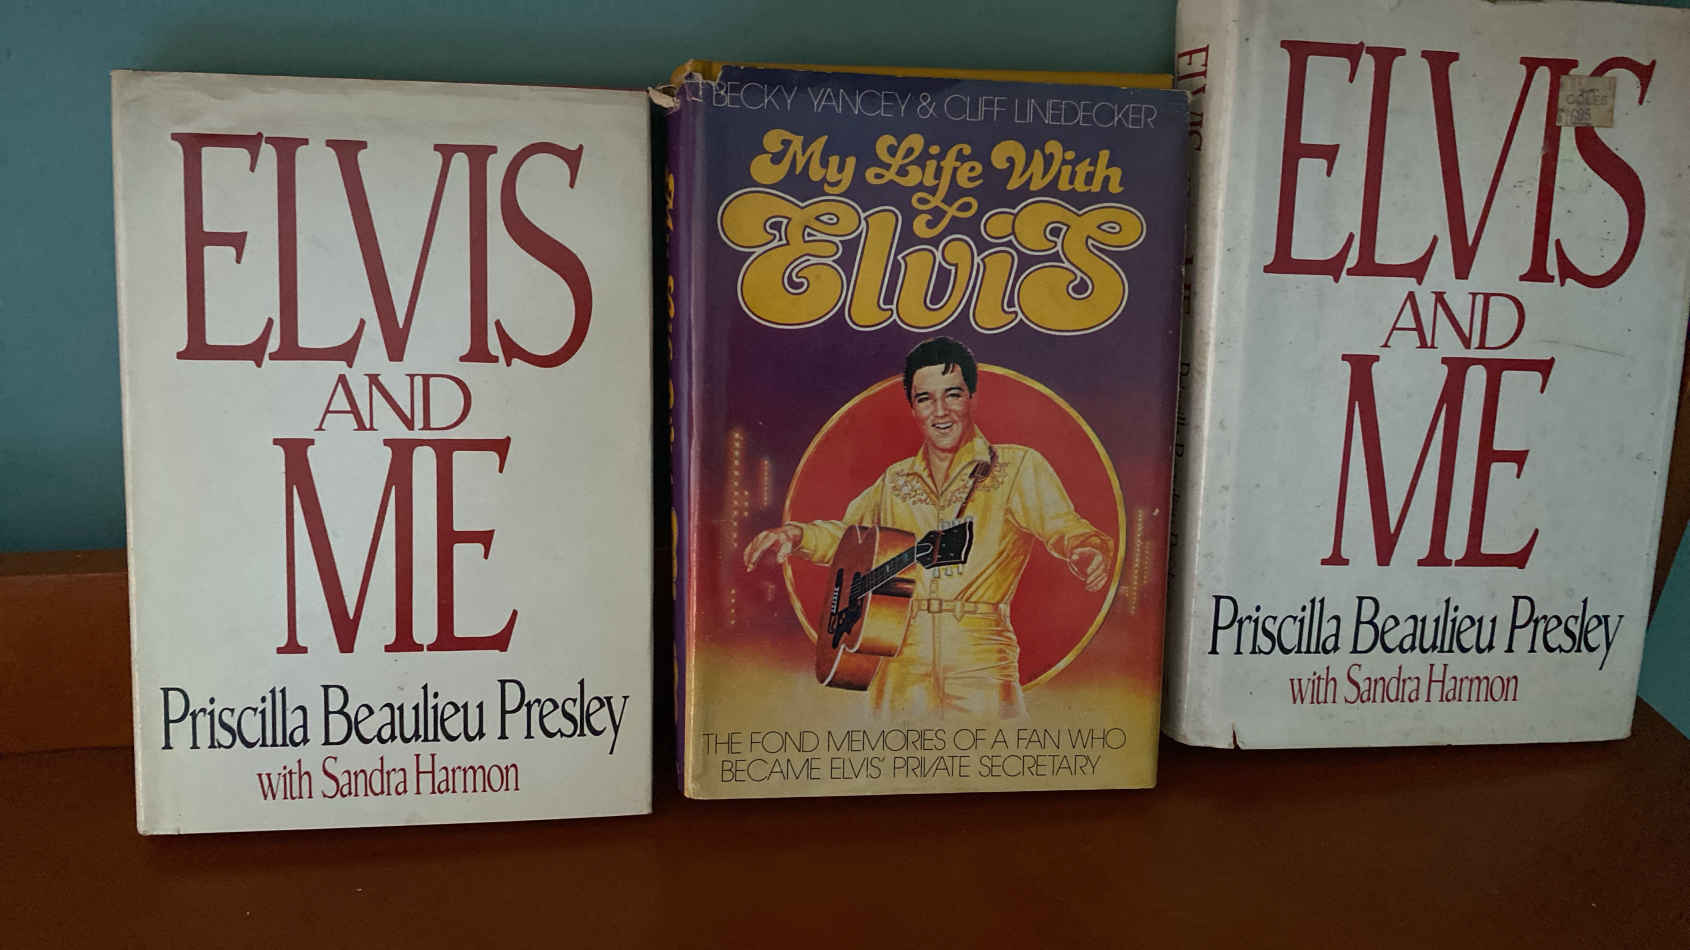 ELVIS
AND
ME
Priscilla Beaulieu Presley
with Sandra Harmon
BECKY YANCEY & CLIFF LINEDECKER
My Life With
Elvis
THE FOND MEMORIES OF A FAN WHO
BECAME ELVIS' PRIVATE SECRETARY
ELVIS
COLES
AND
ME
Priscilla Beaulieu Presley
with Sandra Harmon